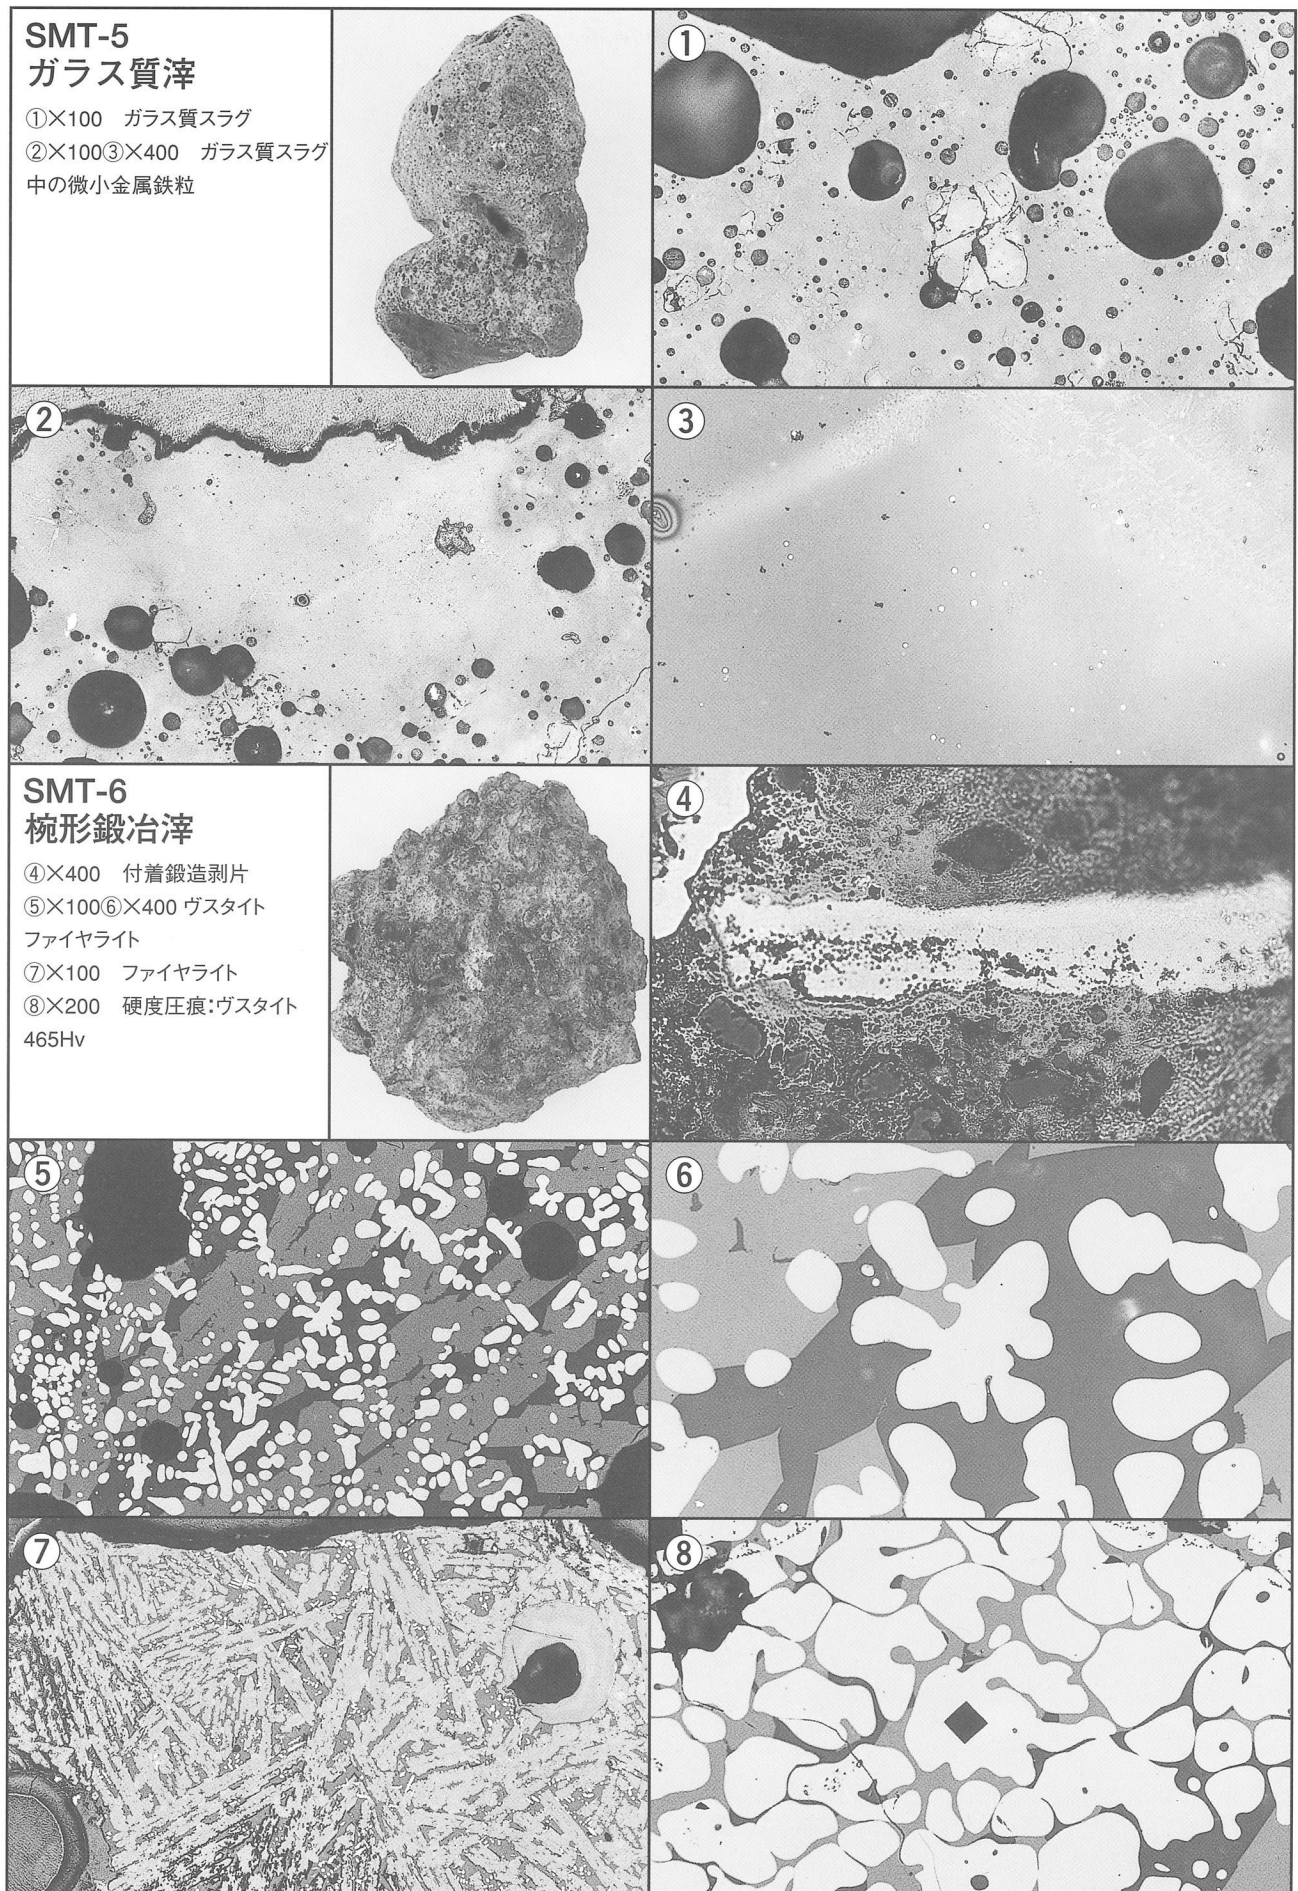 SMT-5
ガラス質滓
①×100　ガラス質スラグ
②×100③×400　ガラス質スラグ
中の微小金属鉄粒
①
②
③
SMT-6
椀形鍛冶滓
④×400　付着鍛造剥片
⑤×100⑥×400 ヴスタイト
ファイヤライト
⑦×100　ファイヤライト
⑧×200　硬度圧痕:ヴスタイト
465Hv
④
⑤
⑥
⑦
⑧